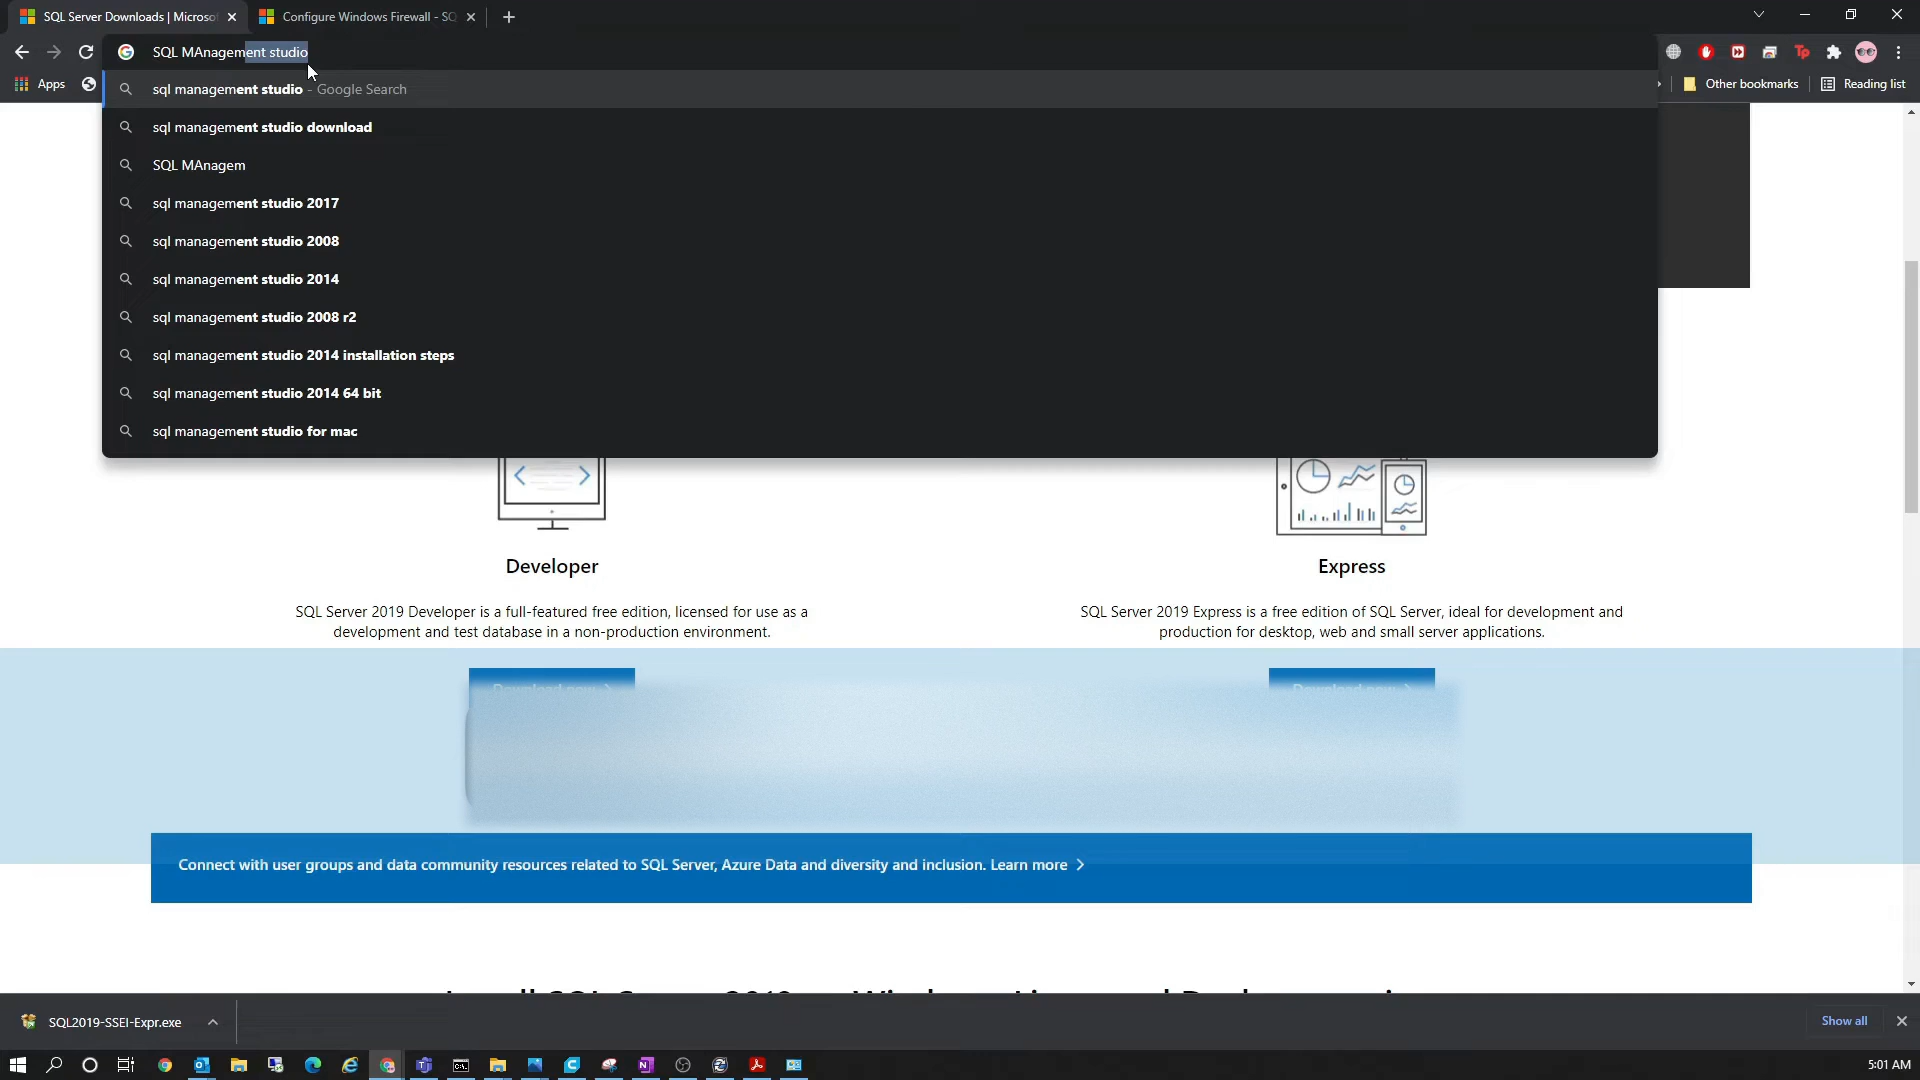 SQL Server Downloads | Microso
Configure Windows Firewall - SQ
SQL MAnagement studio
Apps
Other bookmarks
Reading list
sql management studio - Google Search
sql management studio download
SQL MAnagem
sql management studio 2017
sql management studio 2008
sql management studio 2014
sql management studio 2008 r2
sql management studio 2014 installation steps
sql management studio 2014 64 bit
sql management studio for mac
Developer
Express
SQL Server 2019 Developer is a full-featured free edition, licensed for use as a
development and test database in a non-production environment.
SQL Server 2019 Express is a free edition of SQL Server, ideal for development and
production for desktop, web and small server applications.
Connect with user groups and data community resources related to SQL Server, Azure Data and diversity and inclusion. Learn more >
SQL2019-SSEI-Expr.exe
Show all
5:01 AM